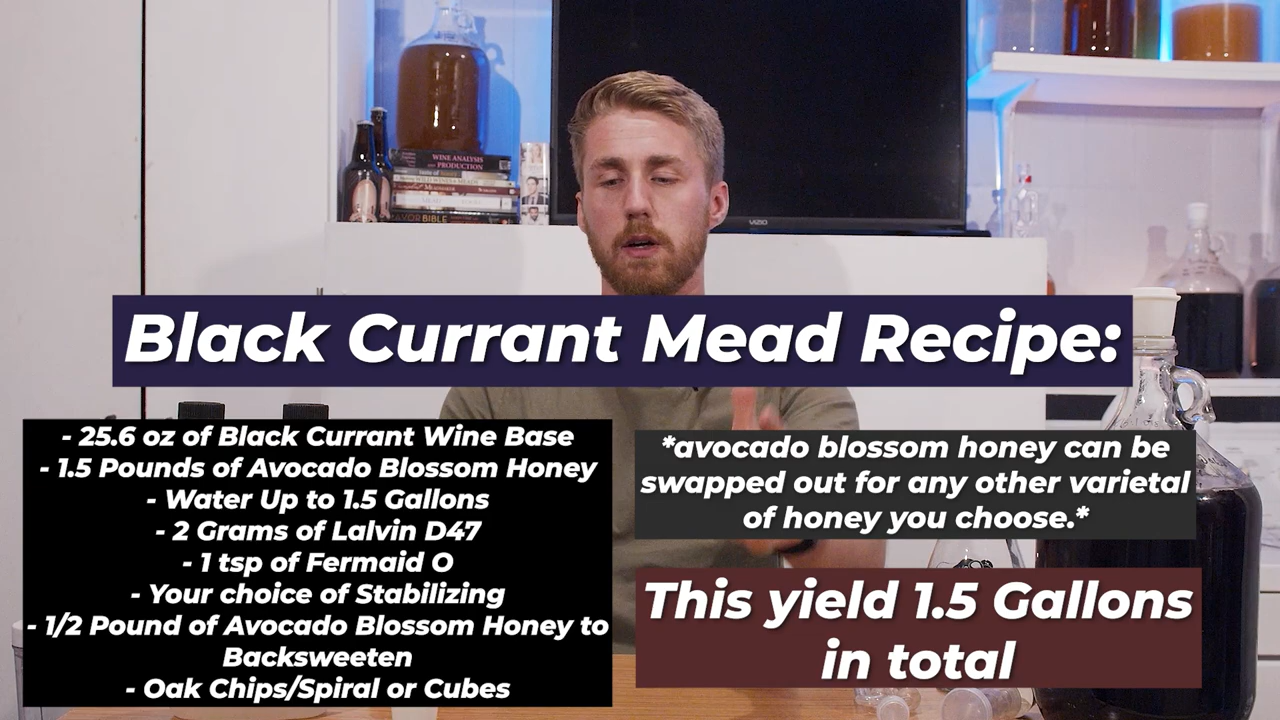 WINE ANALYSIS
PRODUCTION
MAYOR BIBLE
VIZIO
Black Currant Mead Recipe:
- 25.6 oz of Black Currant Wine Base
- 1.5 Pounds of Avocado Blossom Honey
- Water Up to 1.5 Gallons
- 2 Grams of Lalvin D47
- 1 tsp of Fermaid O
- Your choice of Stabilizing
- 1/2 Pound of Avocado Blossom Honey to
Backsweeten
- Oak Chips/Spiral or Cubes
*avocado blossom honey can be
swapped out for any other varietal
of honey you choose.*
This yield 1.5 Gallons
in total